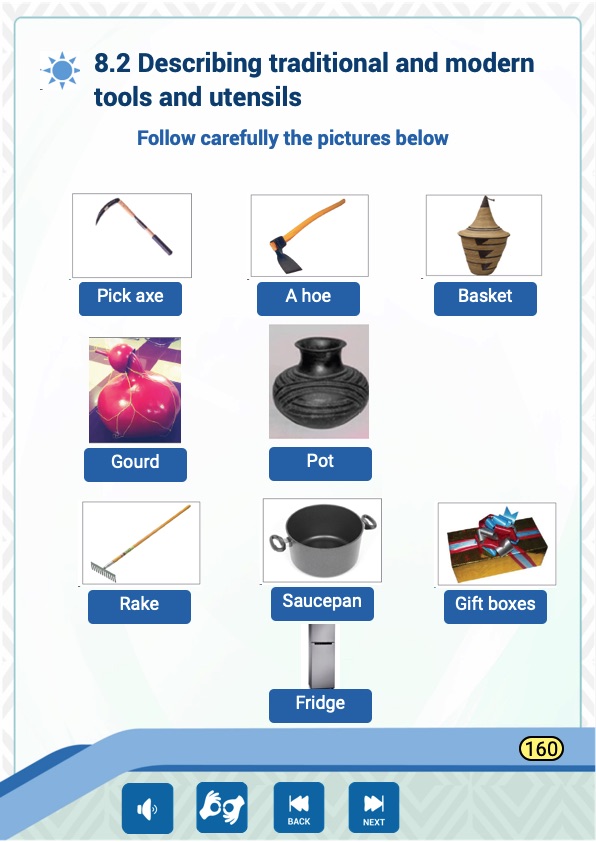 8.2 Describing traditional and modern
tools and utensils
Follow carefully the pictures below
Pick axe
A hoe
Basket
Gourd
Pot
Rake
Saucepan
Gift boxes
Fridge
160
BACK
NEXT